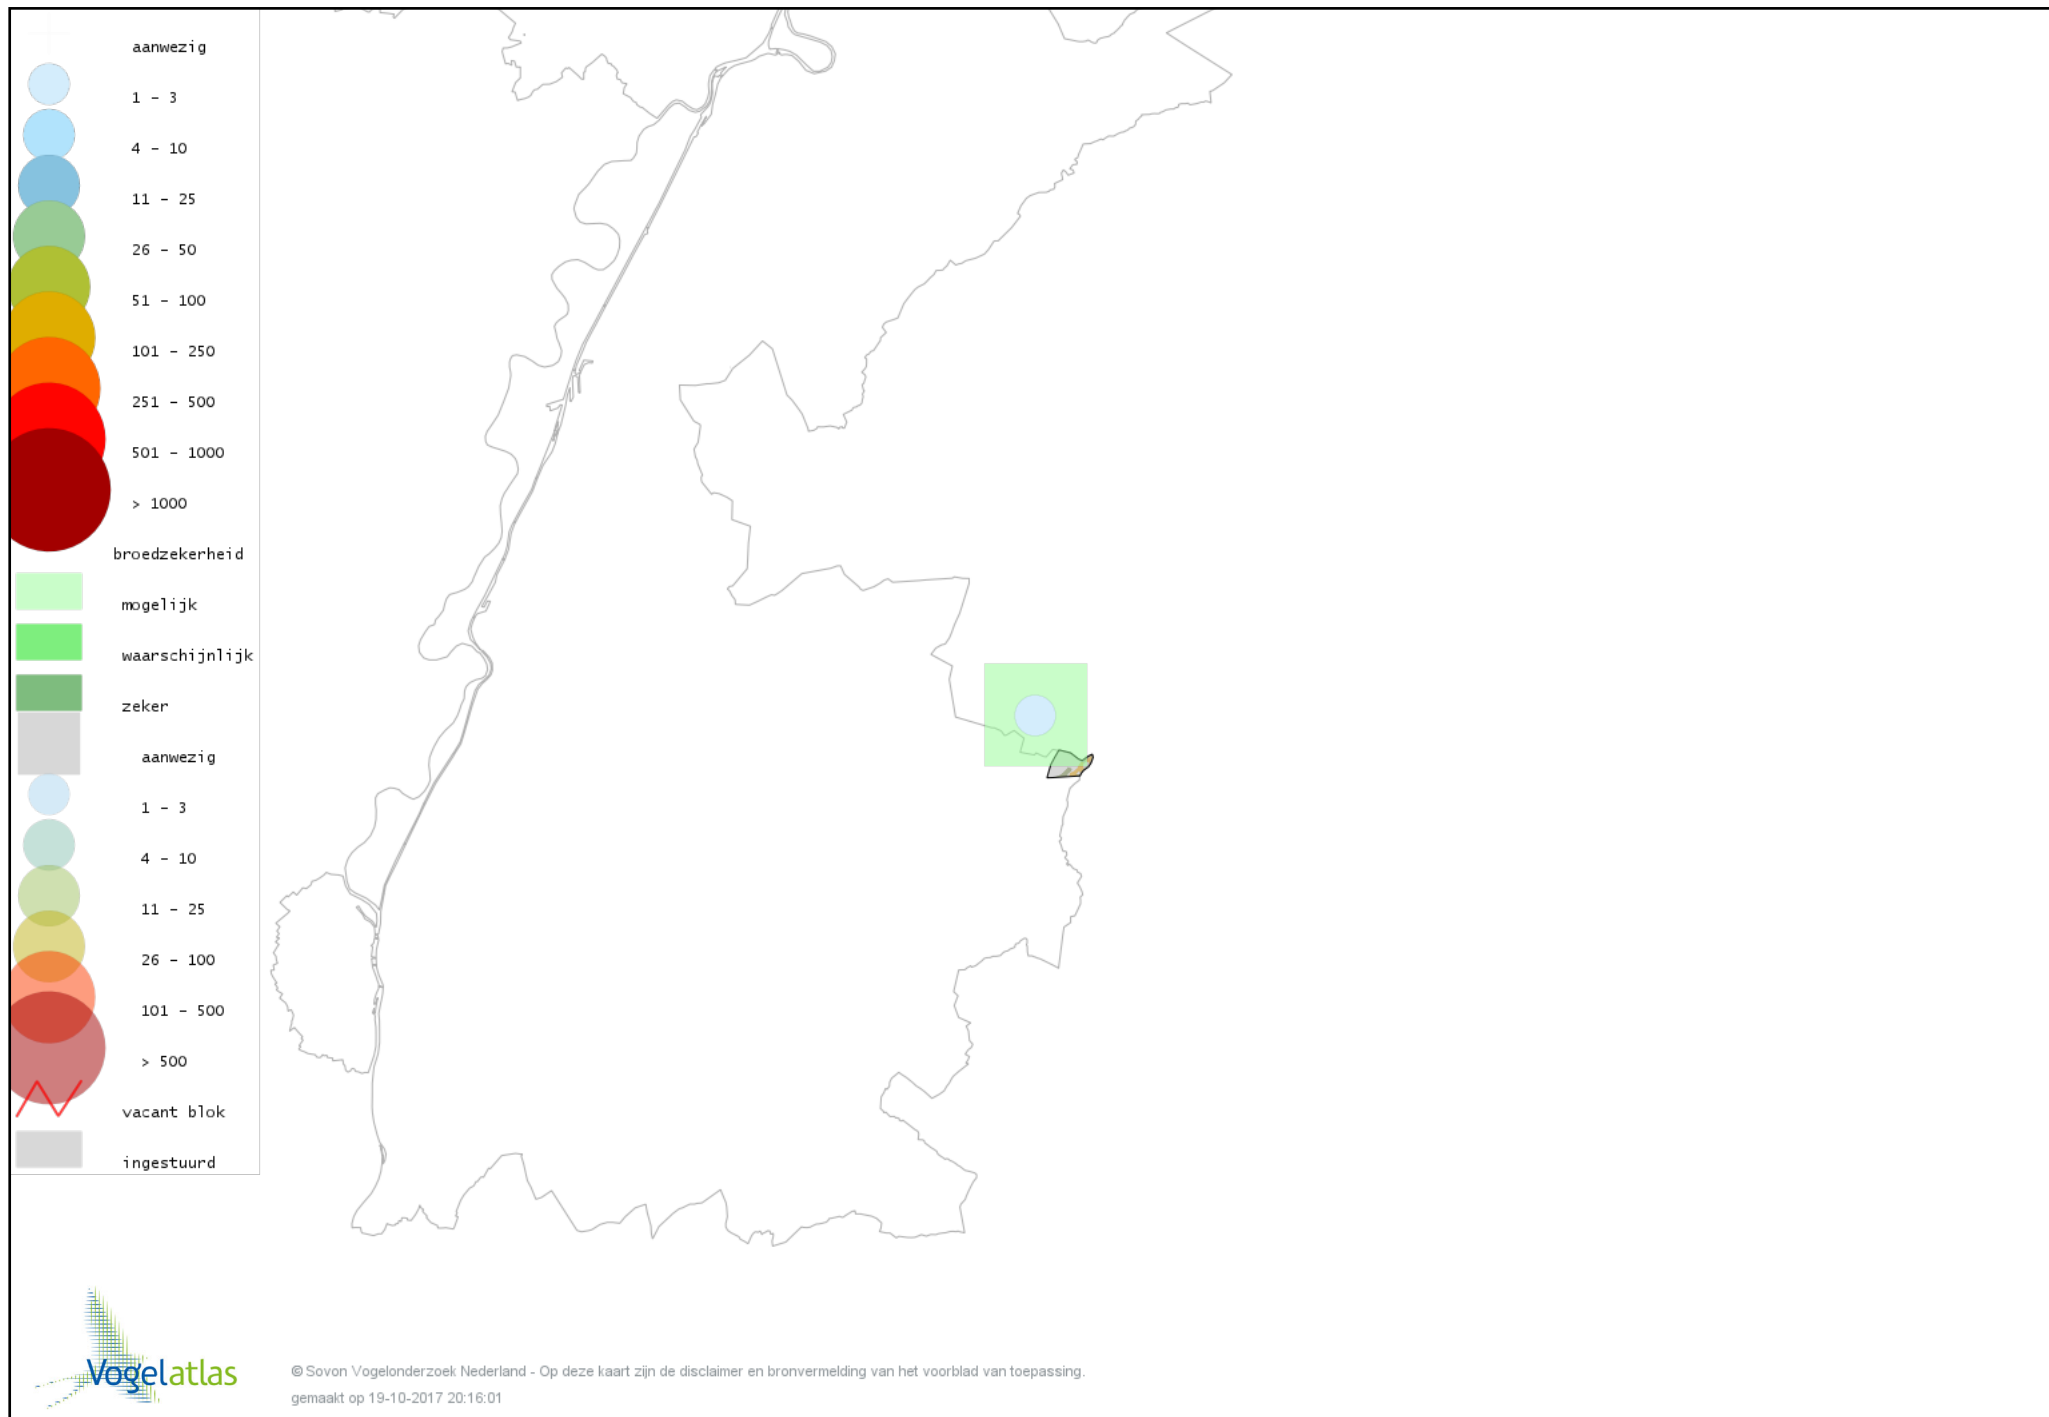 aanwezig
1 - 3
4 - 10
11 - 25
26 - 50
51 - 100
101 - 250
251 - 500
501 - 1000
> 1000
broedzekerheid
mogelijk
waarschijnlijk
zeker
aanwezig
1 - 3
4 - 10
11 - 25
26 - 100
101 - 500
> 500
vacant blok
ingestuurd
Vogelatlas
© Sovon Vogelonderzoek Nederland - Op deze kaart zijn de disclaimer en bronvermelding van het voorblad van toepassing.
gemaakt op 19-10-2017 20:16:01